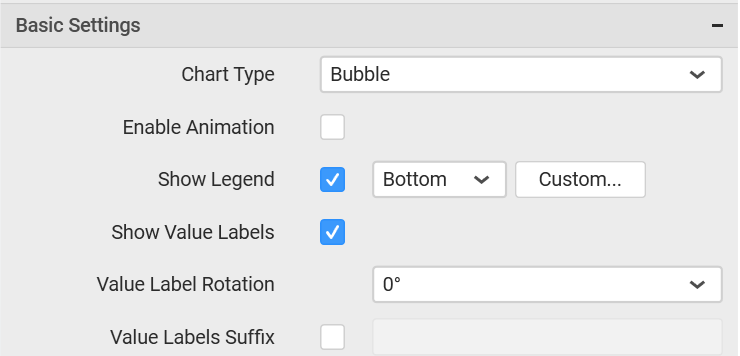 Basic Settings
Chart Type Bubble
Enable Animation
Show Legend Bottom Custom...
Show Value Labels
Value Label Rotation 0°
Value Labels Suffix